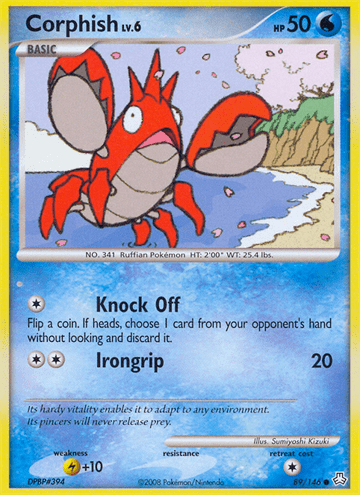 Corphish LV.6 HP 50
BASIC
NO. 341 Ruffian Pokémon HT: 2'00" WT: 25.4 lbs.
Knock Off
Flip a coin. If heads, choose 1 card from your opponent's hand
without looking and discard it.
Irongrip 20
Its hardy vitality enables it to adapt to any environment.
Its pincers will never release prey.
Illus. Sumiyoshi Kizuki
weakness resistance retreat cost
+10
DPBP#394 ©2008 Pokémon/Nintendo 89/146